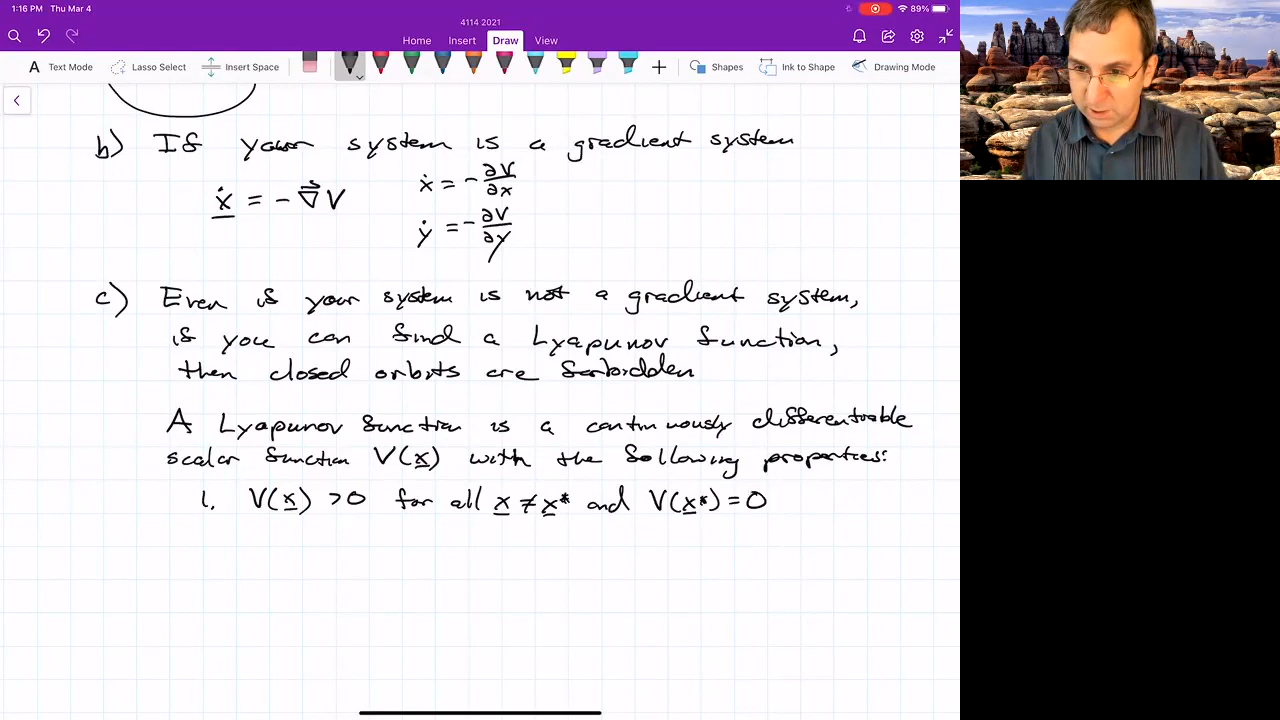 1:16 PM Thu Mar 4
89%
4114 2021
Home Insert Draw View
Text Mode Lasso Select Insert Space Shapes Ink to Shape Drawing Mode
b) If your system is a gradient system
ẋ = -∇⃗V
ẋ = -∂V/∂x
ẏ = -∂V/∂y
c) Even if your system is not a gradient system,
if you can find a Lyapunov function,
then closed orbits are forbidden
A Lyapunov function is a continuously differentiable
scalar function V(x) with the following properties:
1. V(x) >0 for all x ≠ x* and V(x*) = 0